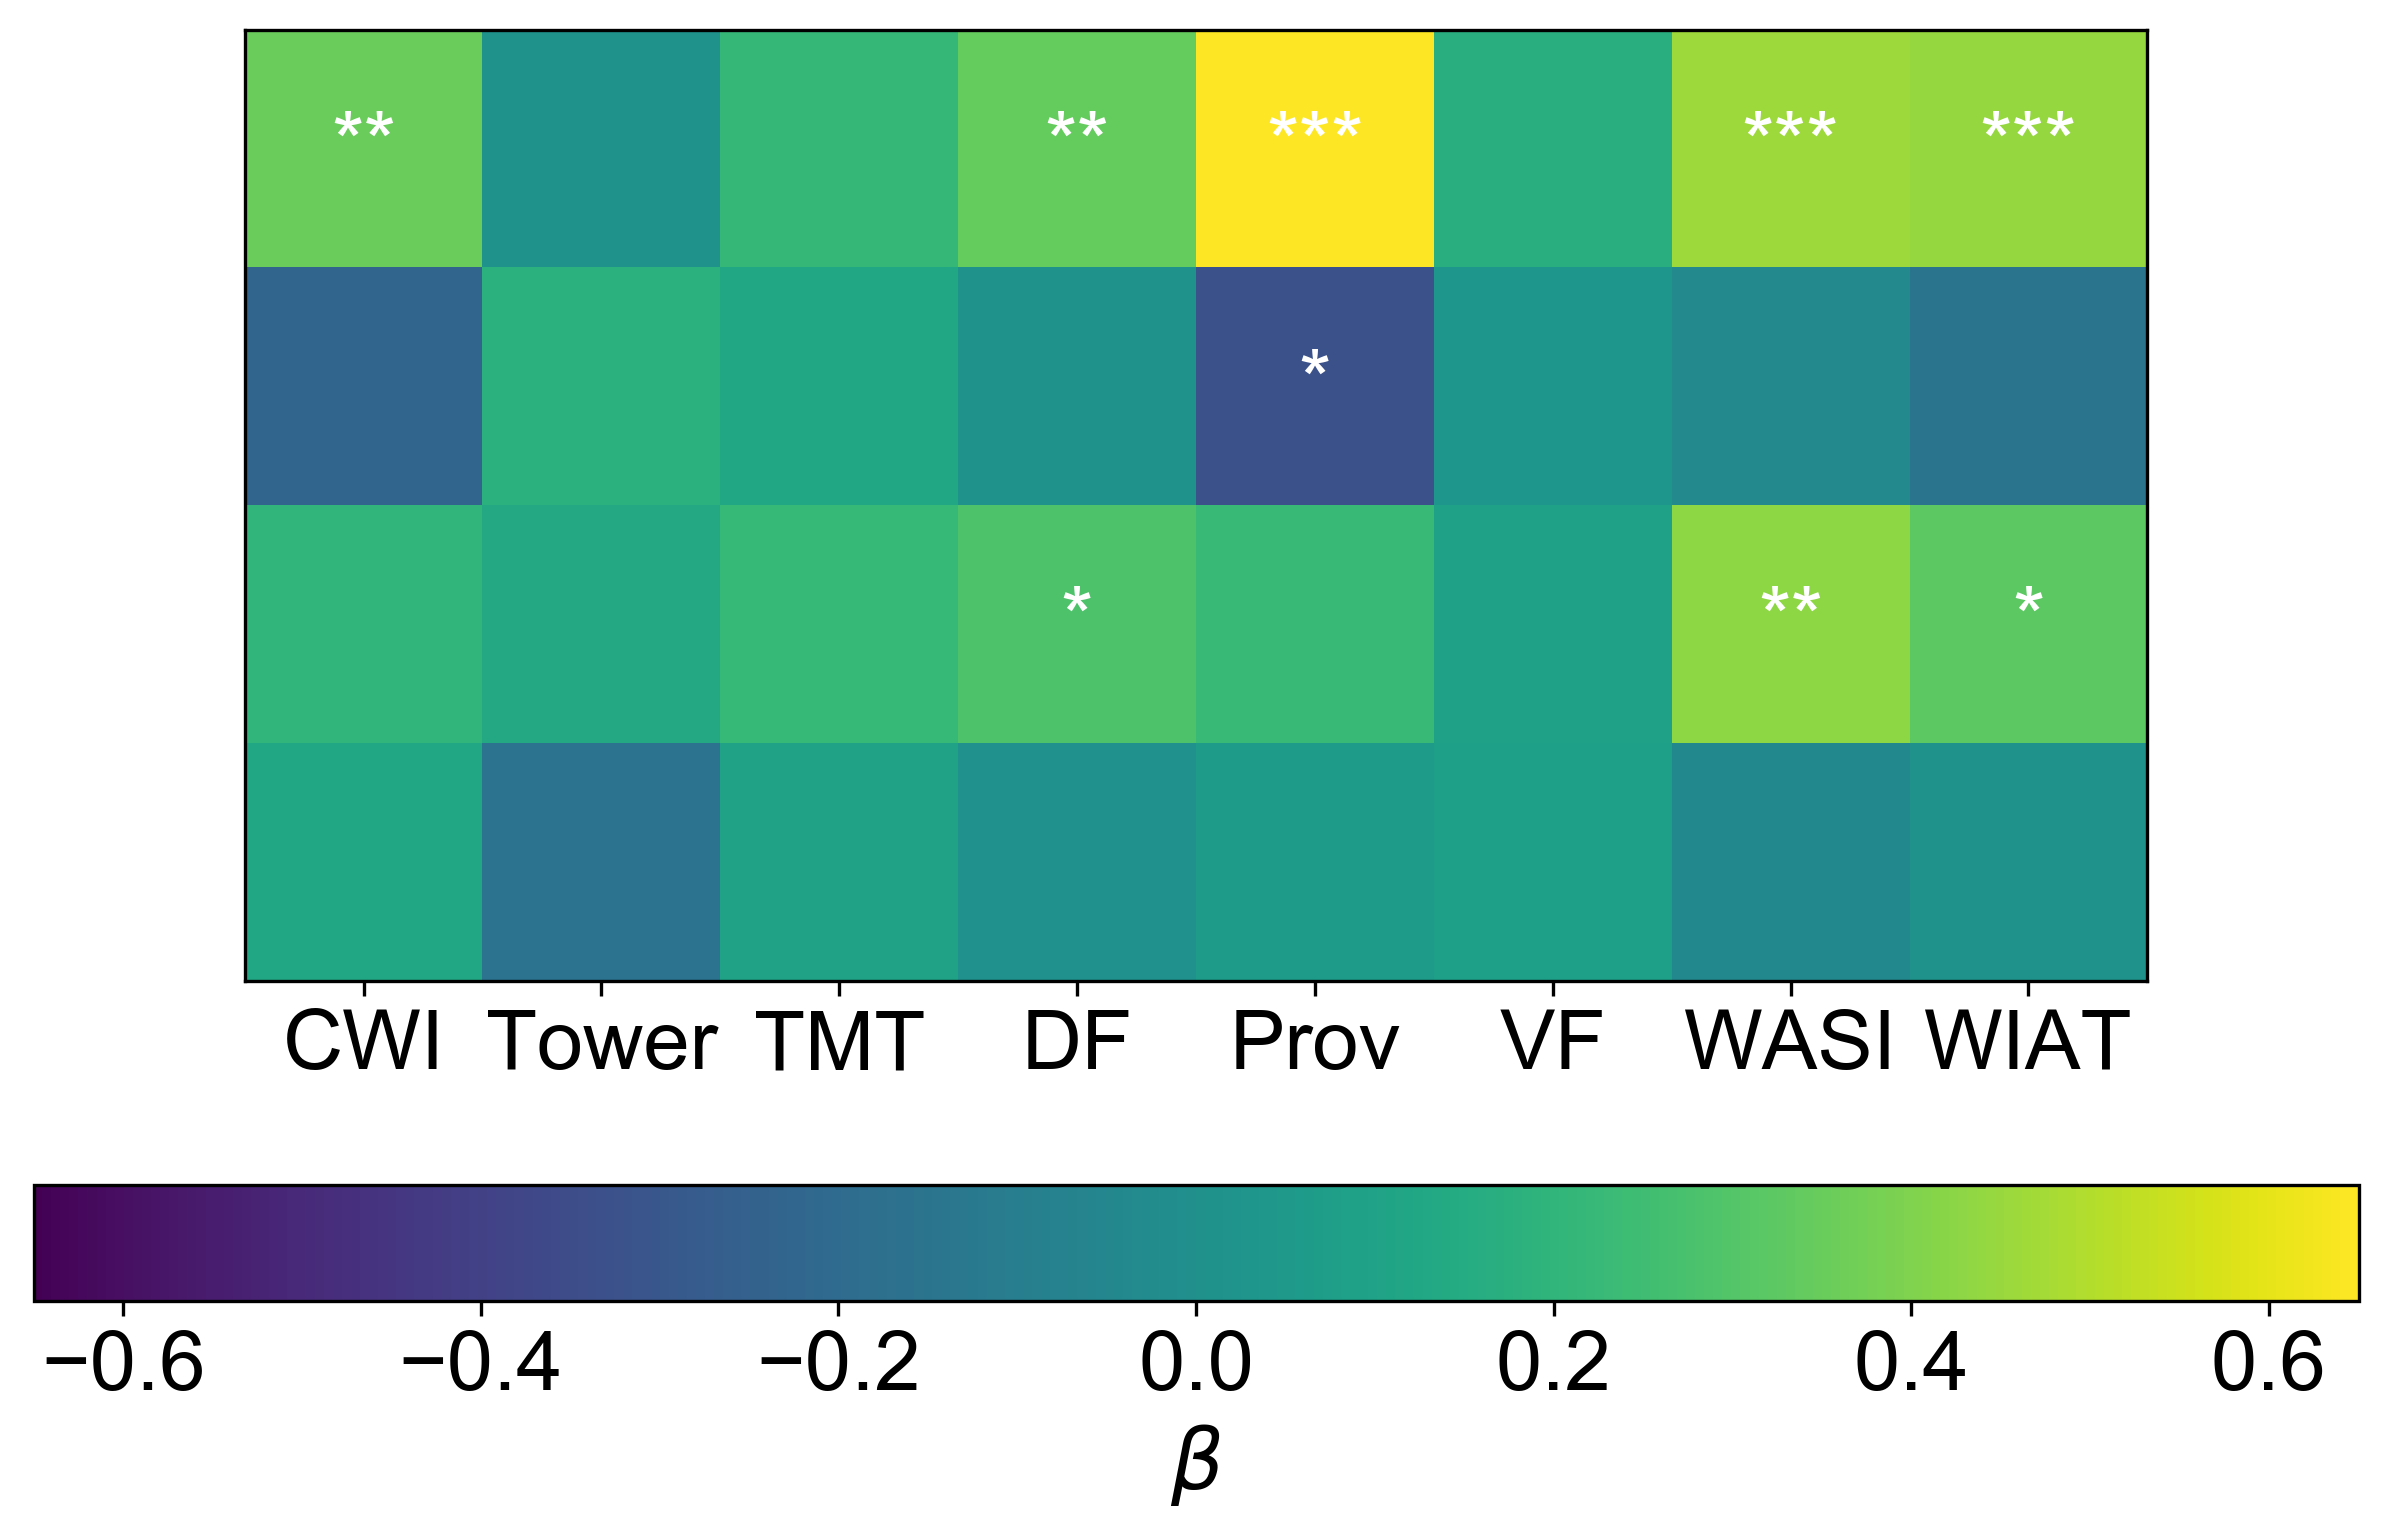 ** ** *** *** ***
*
* ** *
CWI Tower TMT DF Prov VF WASI WIAT
−0.6 −0.4 −0.2 0.0 0.2 0.4 0.6
β